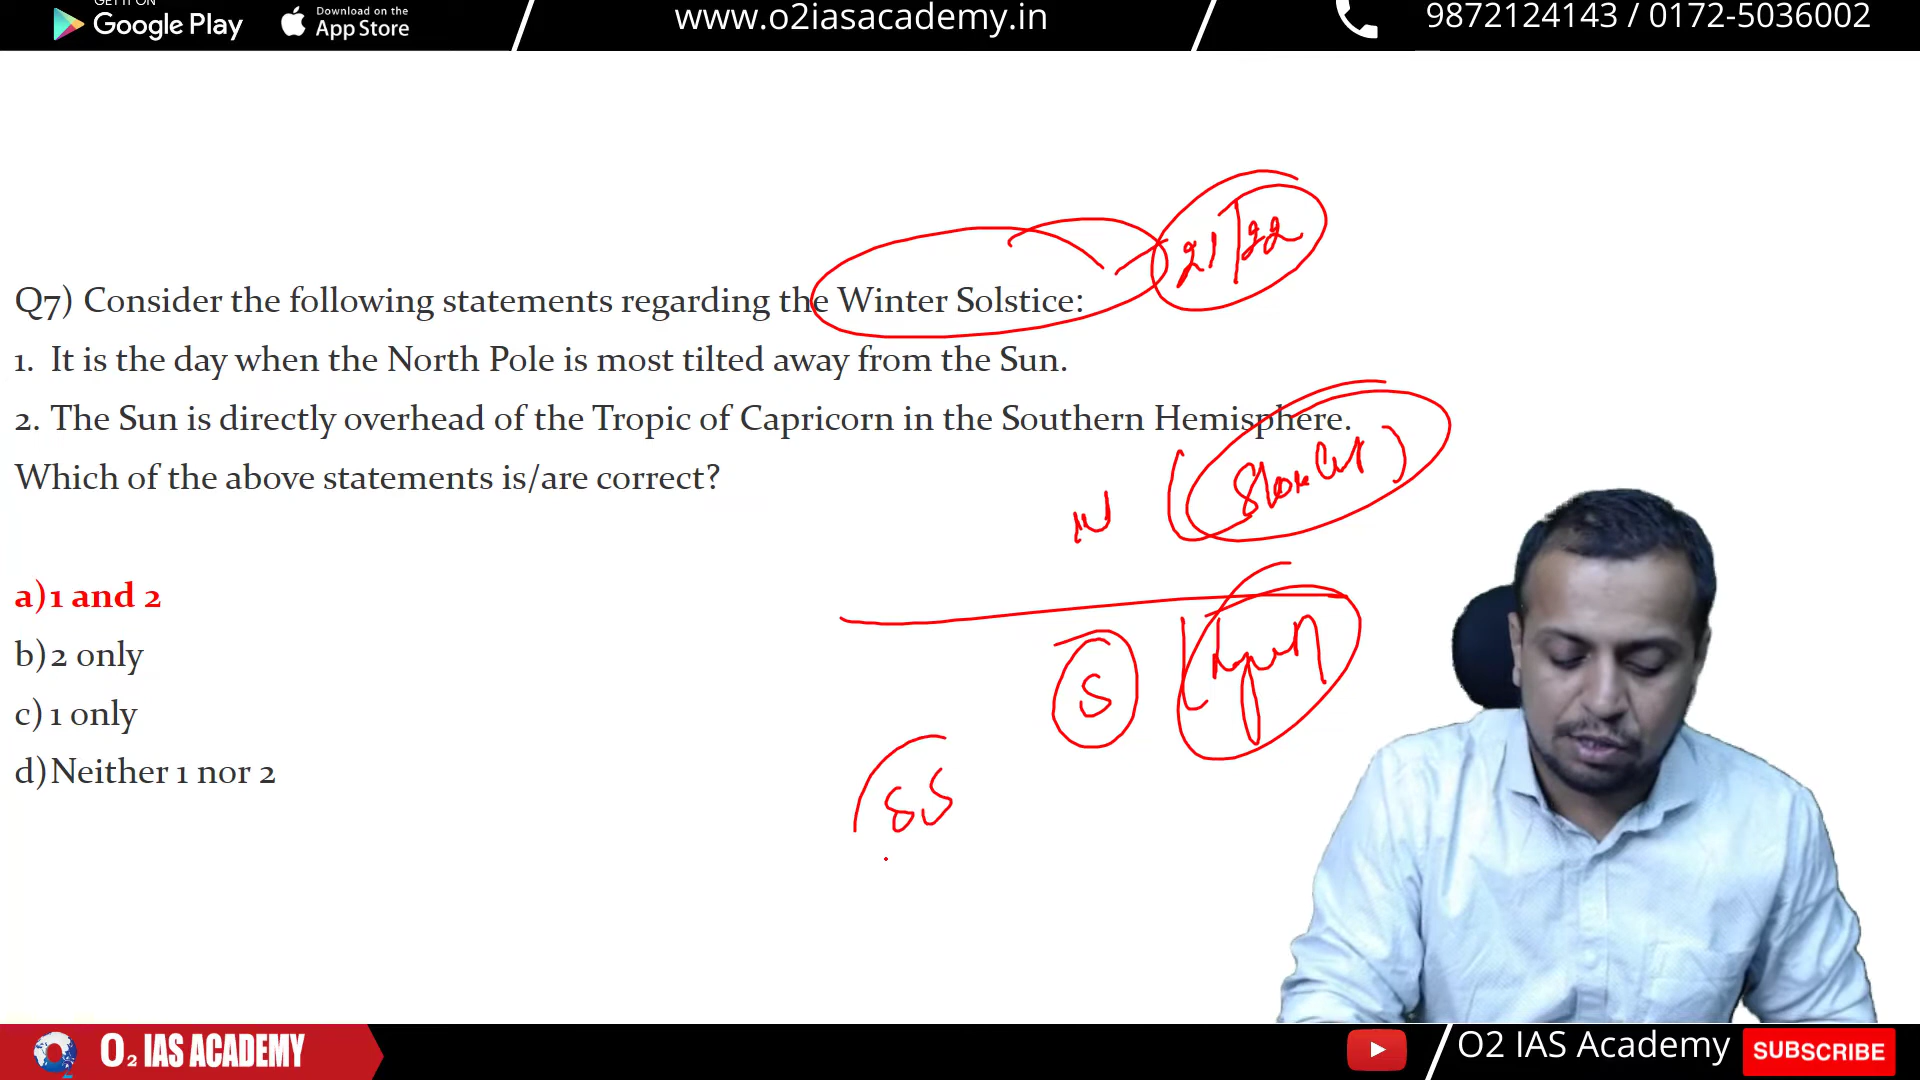 GET IT ON
Google Play
Download on the
App Store
www.o2iasacademy.in
9872124143 / 0172-5036002
21/22
Q7) Consider the following statements regarding the Winter Solstice:
1. It is the day when the North Pole is most tilted away from the Sun.
2. The Sun is directly overhead of the Tropic of Capricorn in the Southern Hemisphere.
Which of the above statements is/are correct?
N
a) 1 and 2
b) 2 only
S
c) 1 only
d) Neither 1 nor 2
SS
O2 IAS ACADEMY
O2 IAS Academy
SUBSCRIBE